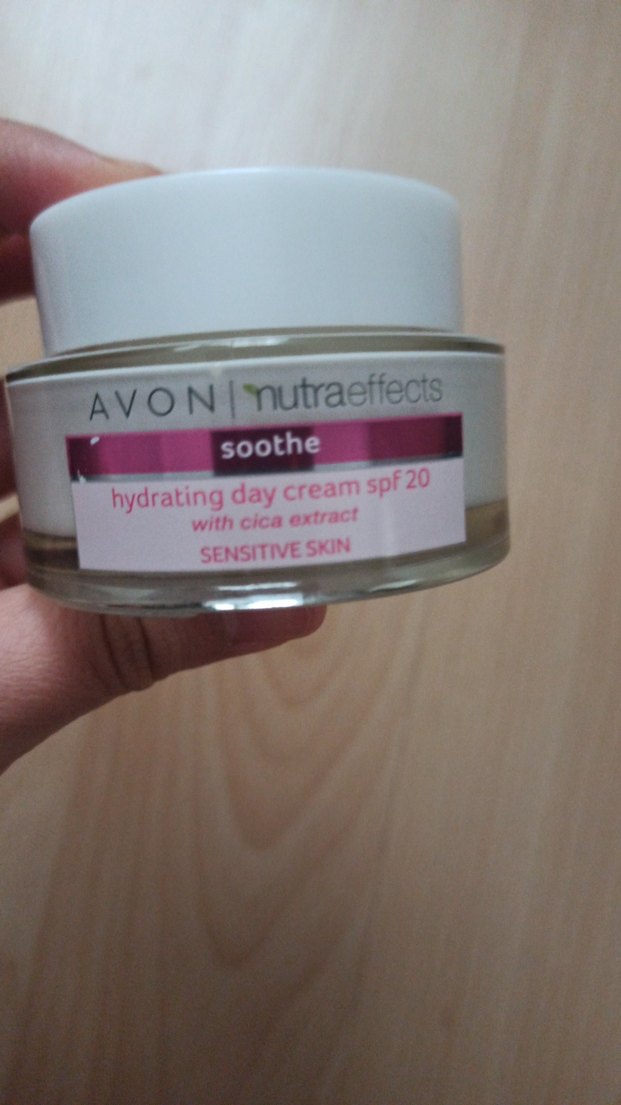 AVON | nutraeffects
soothe
hydrating day cream spf 20
with cica extract
SENSITIVE SKIN